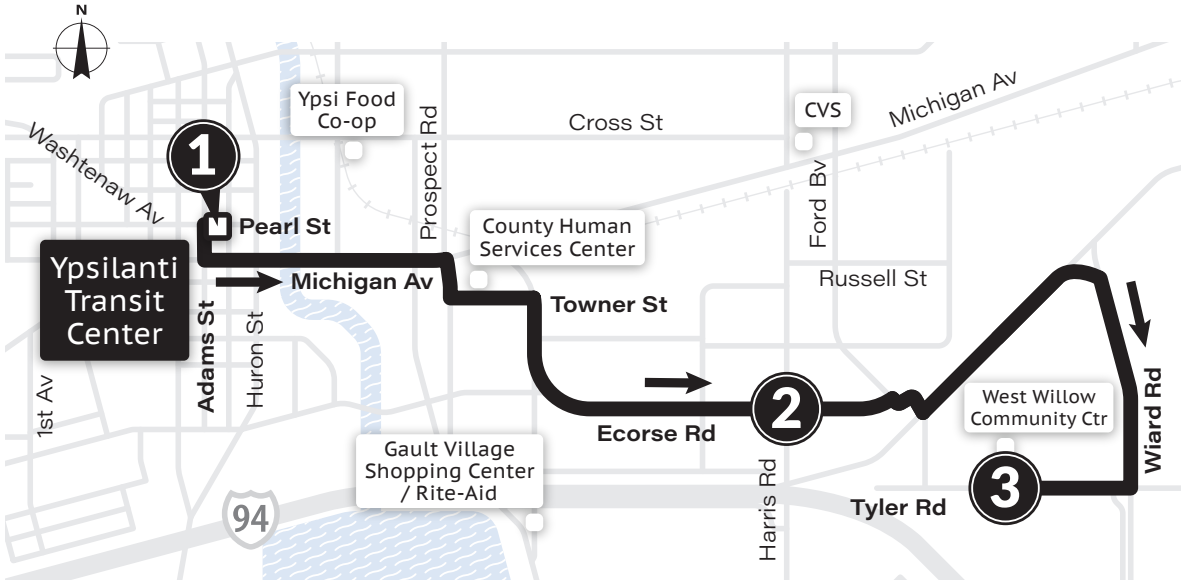 N
Ypsi Food
Co-op
CVS
Michigan Av
Cross St
Washtenaw Av
Prospect Rd
1
Pearl St
County Human
Services Center
Ford Bv
Ypsilanti
Transit
Center
Michigan Av
Russell St
Towner St
Adams St
Huron St
1st Av
Wiard Rd
2
West Willow
Community Ctr
Ecorse Rd
Gault Village
Shopping Center
/ Rite-Aid
Harris Rd
3
Tyler Rd
94